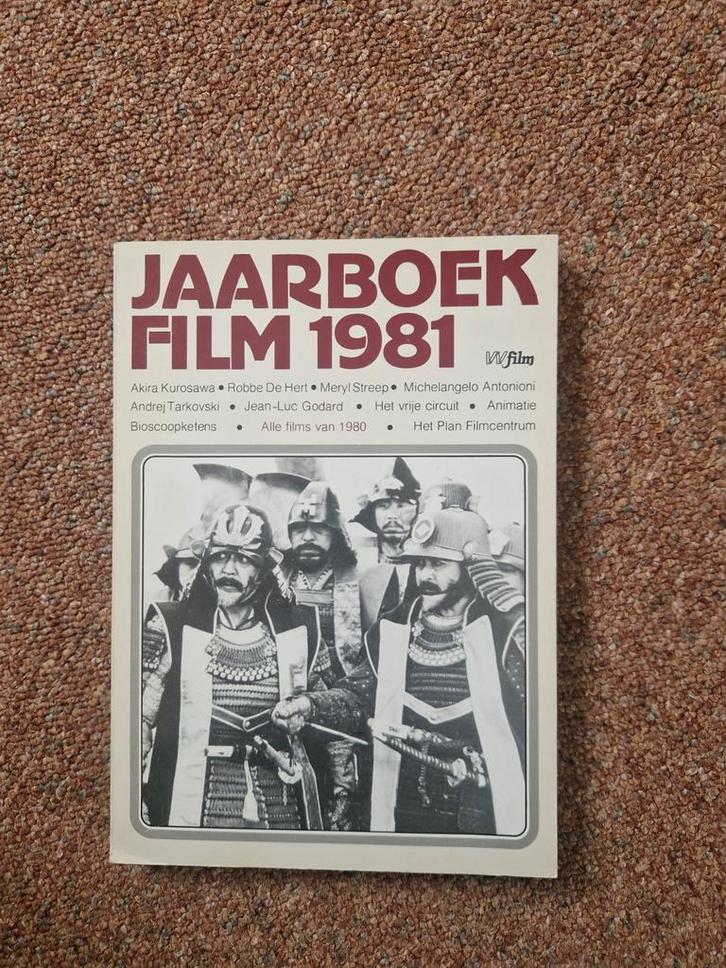 JAARBOEK
FILM 1981
VVfilm
Akira Kurosawa • Robbe De Hert • Meryl Streep • Michelangelo Antonioni
Andrej Tarkovski • Jean-Luc Godard • Het vrije circuit • Animatie
Bioscoopketens • Alle films van 1980 • Het Plan Filmcentrum